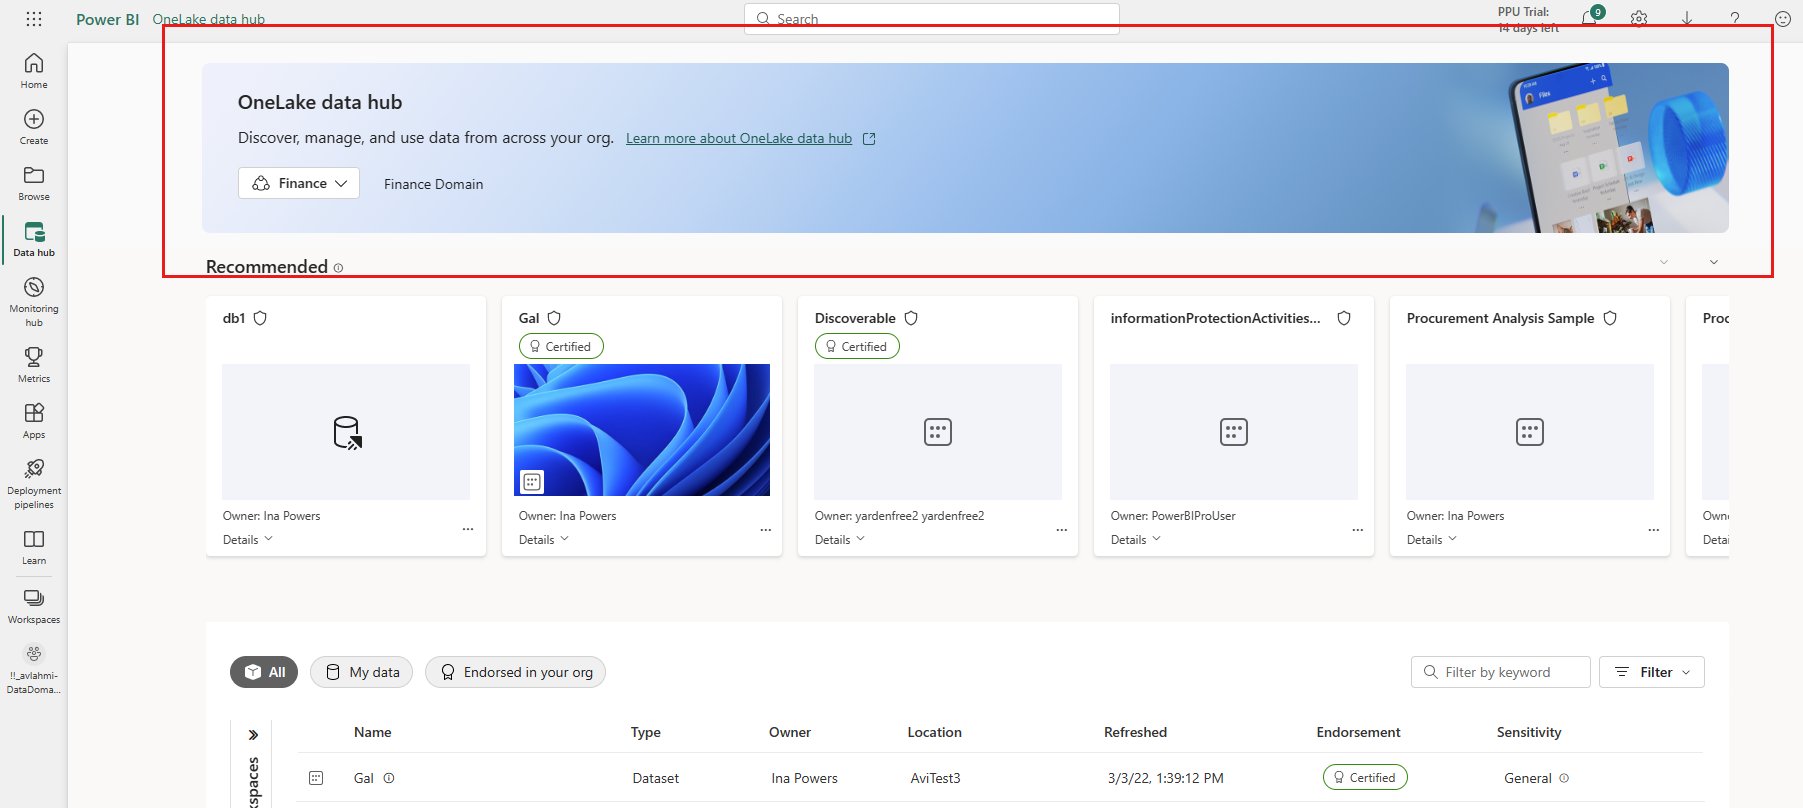 Power BI OneLake data hub
Search
PPU Trial:
14 days left
9
Home
Create
Browse
Data hub
Monitoring
hub
Metrics
Apps
Deployment
pipelines
Learn
Workspaces
!!_avlahmi-
DataDoma...
OneLake data hub
Discover, manage, and use data from across your org. Learn more about OneLake data hub
Finance
Finance Domain
Files
Recommended
db1
Owner: Ina Powers
Details
Gal
Certified
Owner: Ina Powers
Details
Discoverable
Certified
Owner: yardenfree2 yardenfree2
Details
informationProtectionActivities...
Owner: PowerBIProUser
Details
Procurement Analysis Sample
Owner: Ina Powers
Details
Proc
Owne
Detai
All
My data
Endorsed in your org
Filter by keyword
Filter
Name Type Owner Location Refreshed Endorsement Sensitivity
Gal Dataset Ina Powers AviTest3 3/3/22, 1:39:12 PM Certified General
kspaces